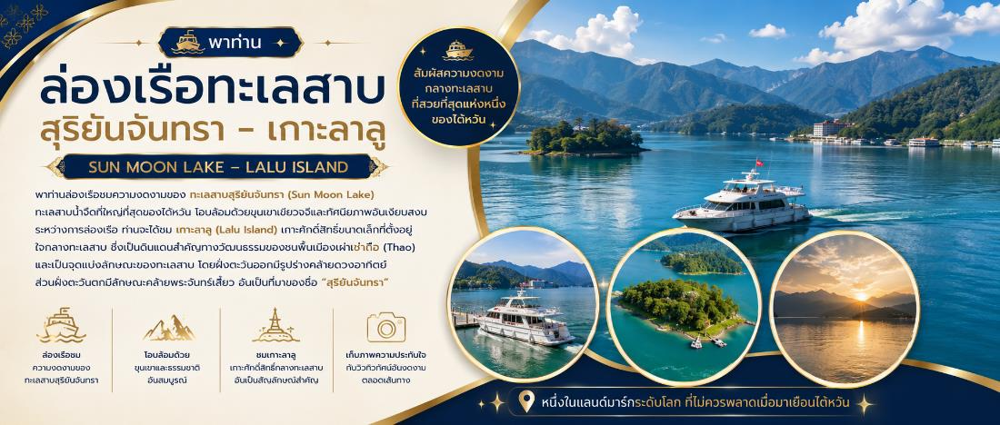 พาท่าน
ล่องเรือทะเลสาบ
สุริยันจันทรา - เกาะลาลู
SUN MOON LAKE – LALU ISLAND
สัมผัสความงดงาม
กลางทะเลสาบ
ที่สวยที่สุดแห่งหนึ่ง
ของไต้หวัน
พาท่านล่องเรือชมความงดงามของ ทะเลสาบสุริยันจันทรา (Sun Moon Lake)
ทะเลสาบน้ำจืดที่ใหญ่ที่สุดของไต้หวัน โอบล้อมด้วยขุนเขาเขียวขจีและทัศนียภาพอันเงียบสงบ
ระหว่างการล่องเรือ ท่านจะได้ชม เกาะลาลู (Lalu Island) เกาะศักดิ์สิทธิ์ขนาดเล็กที่ตั้งอยู่
ใจกลางทะเลสาบ ซึ่งเป็นดินแดนสำคัญทางวัฒนธรรมของชนพื้นเมืองเผ่าเช่าถือ (Thao)
และเป็นจุดแบ่งลักษณะของทะเลสาบ โดยฝั่งตะวันออกมีรูปร่างคล้ายดวงอาทิตย์
ส่วนฝั่งตะวันตกมีลักษณะคล้ายพระจันทร์เสี้ยว อันเป็นที่มาของชื่อ “สุริยันจันทรา”
ล่องเรือชม
ความงดงามของ
ทะเลสาบสุริยันจันทรา
โอบล้อมด้วย
ขุนเขาและธรรมชาติ
อันสมบูรณ์
ชมเกาะลาลู
เกาะศักดิ์สิทธิ์กลางทะเลสาบ
อันเป็นสัญลักษณ์สำคัญ
เก็บภาพความประทับใจ
กับวิวทิวทัศน์อันงดงาม
ตลอดเส้นทาง
หนึ่งในแลนด์มาร์กระดับโลก ที่ไม่ควรพลาดเมื่อมาเยือนไต้หวัน